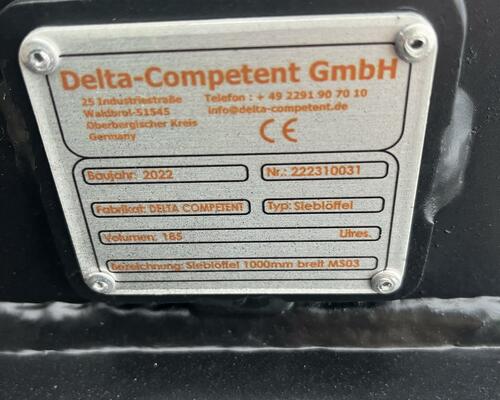 Delta-Competent GmbH
25 Industriestraße Telefon : + 49 2291 90 70 10
Waldbrol-51545 info@delta-competent.de
Oberbergischer Kreis
Germany CE
Baujahr: 2022 Nr.: 222310031
Fabrikat: DELTA COMPETENT Typ: Sieblöffel
Volumen: 185 Litres.
Bezeichnung: Sieblöffel 1000mm breit MS03